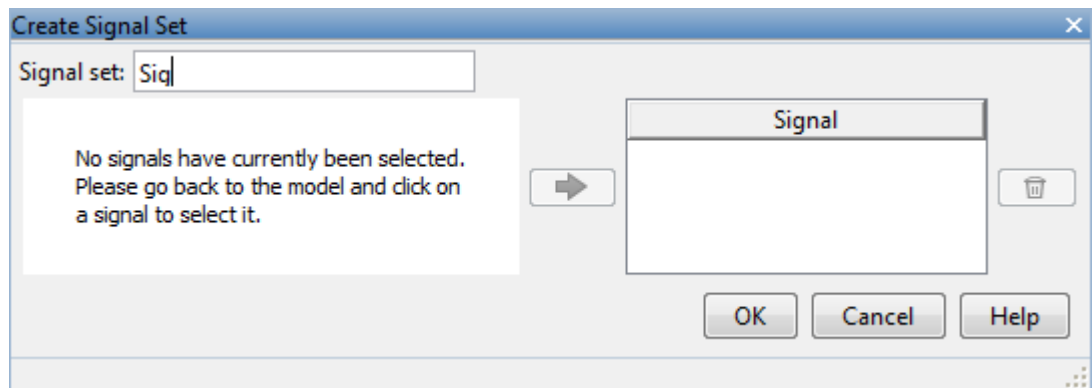 Create Signal Set
Signal set: Sig
No signals have currently been selected.
Please go back to the model and click on
a signal to select it.
Signal
OK
Cancel
Help